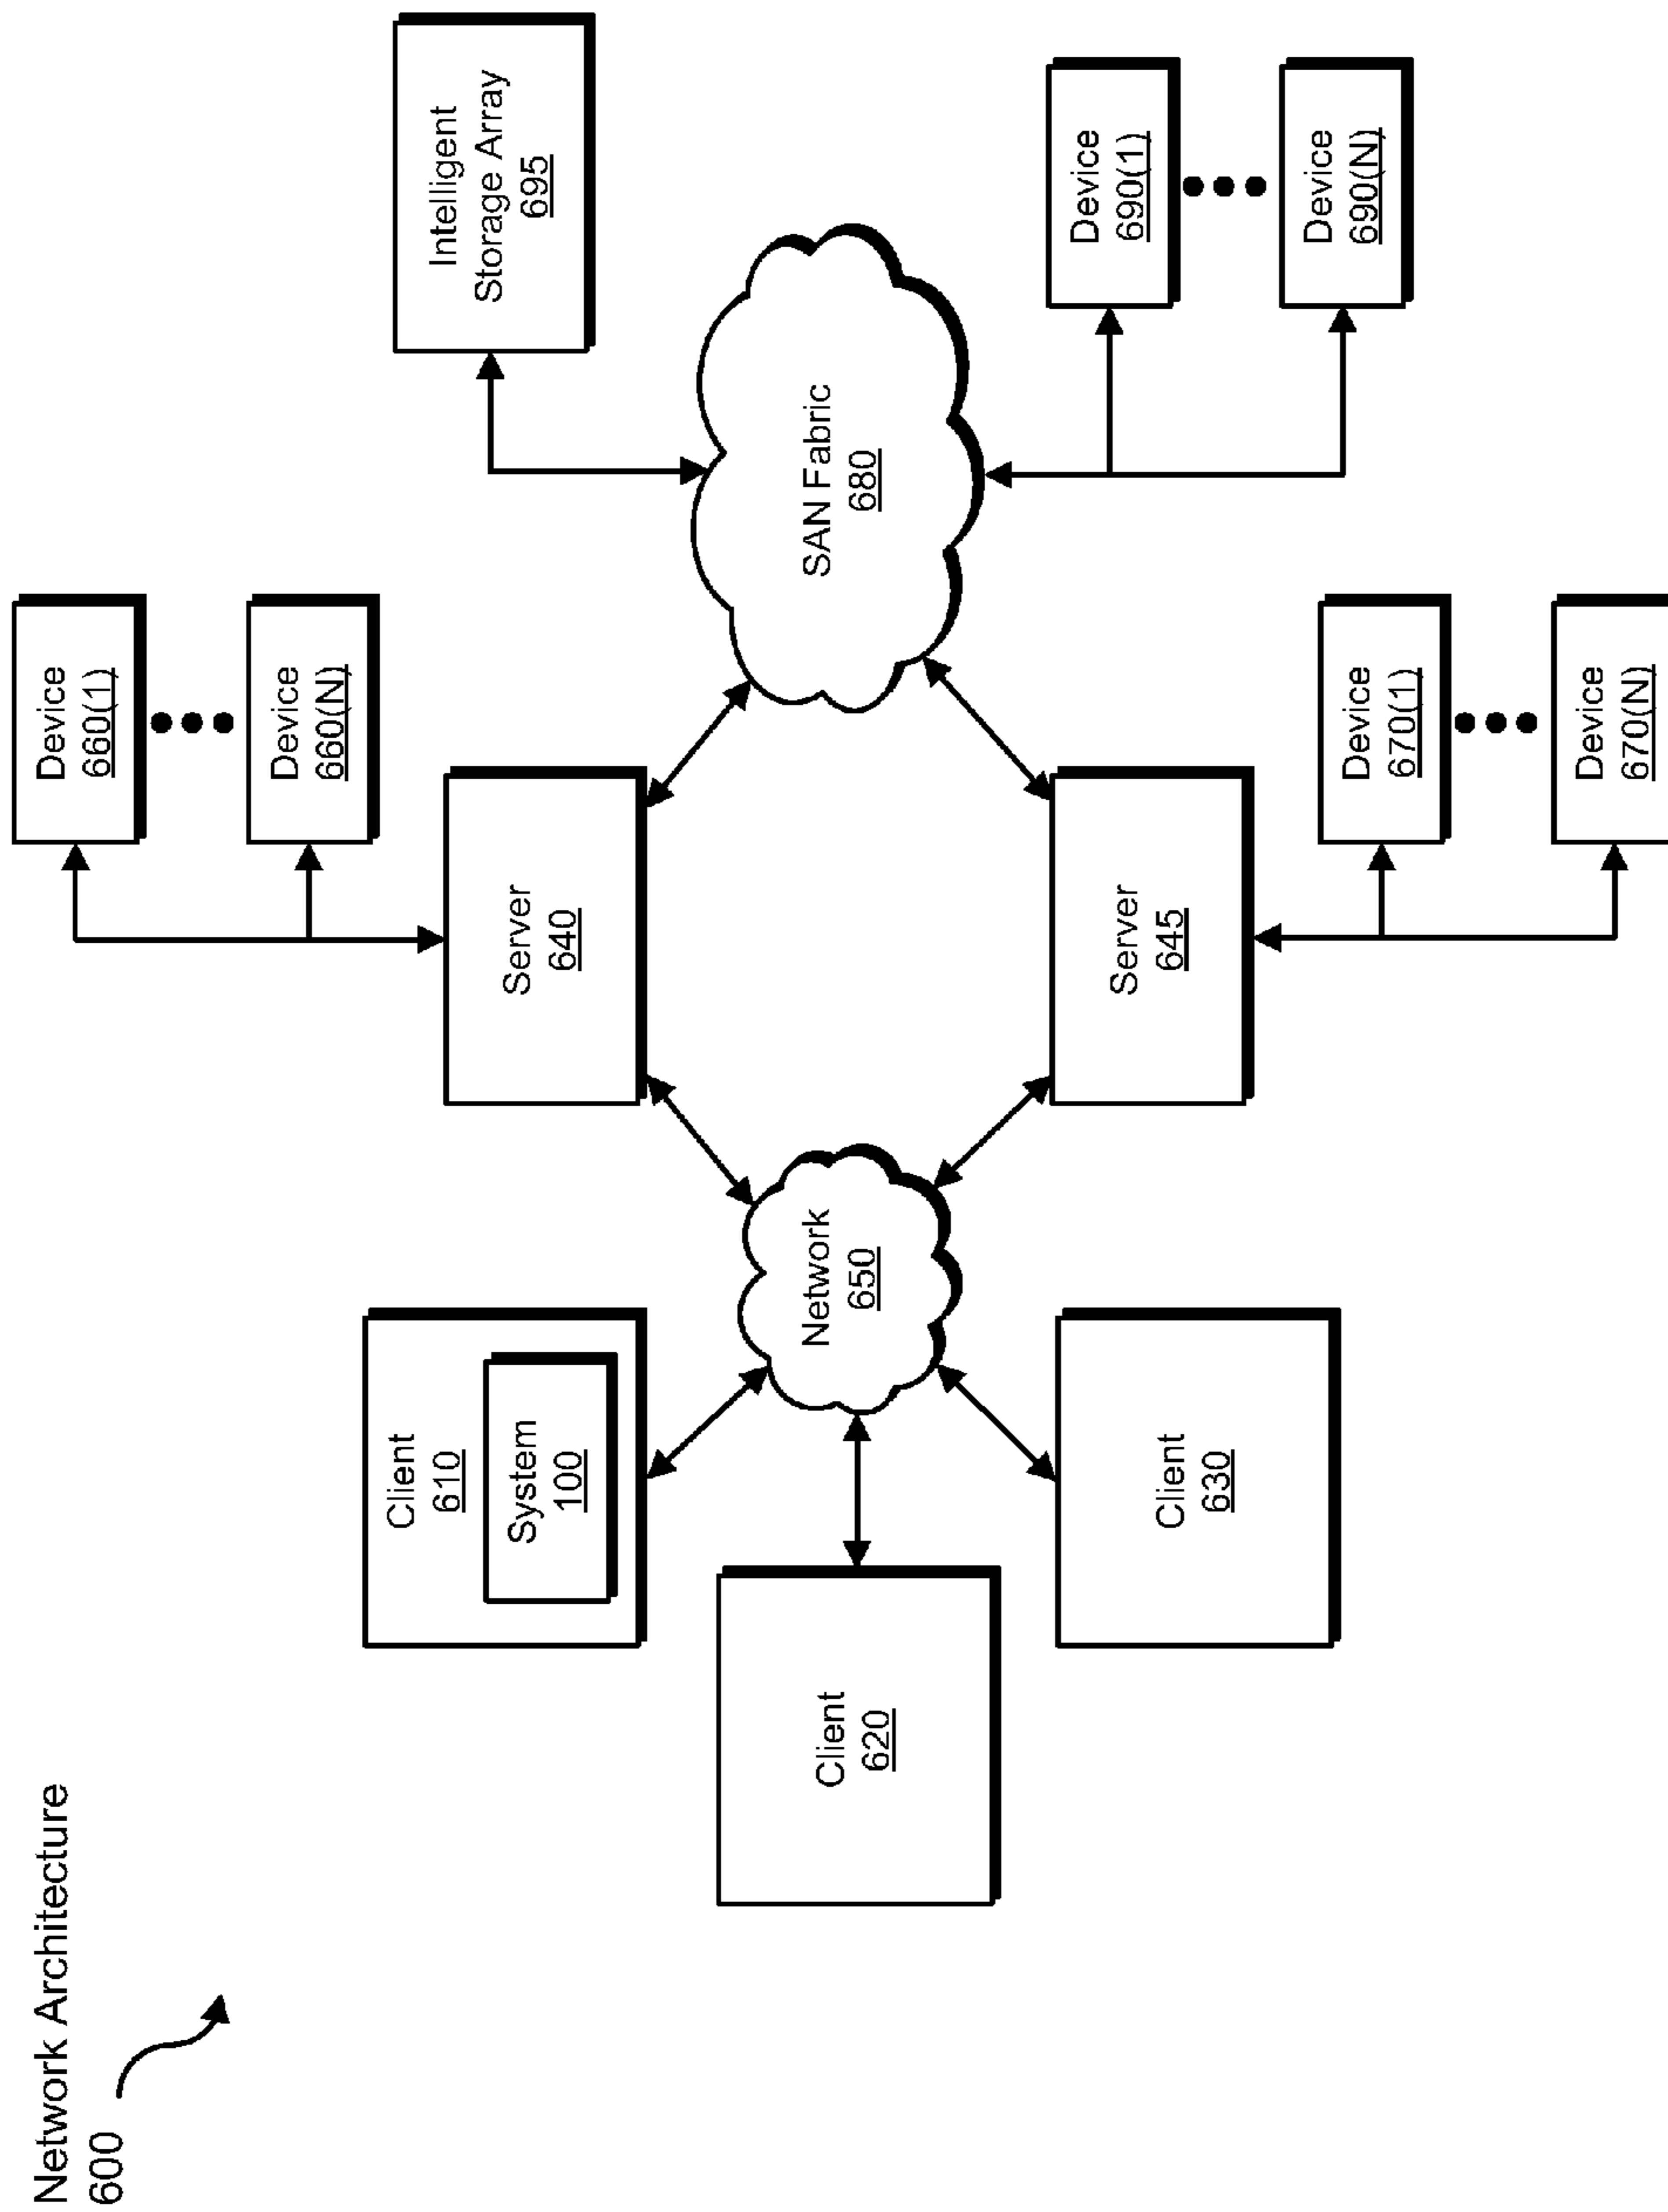 Network Architecture
600
Client
610
System
100
Client
620
Client
630
Network
650
Server
640
Server
645
Device
660(1)
Device
660(N)
Device
670(1)
Device
670(N)
SAN Fabric
680
Intelligent
Storage Array
695
Device
690(1)
Device
690(N)